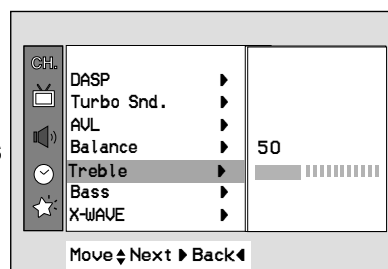 CH.
DASP ▶
Turbo Snd. ▶
AVL ▶
Balance ▶ 50
Treble ▶
Bass ▶
X-WAVE ▶
Move ▲▼ Next ▶ Back ◀